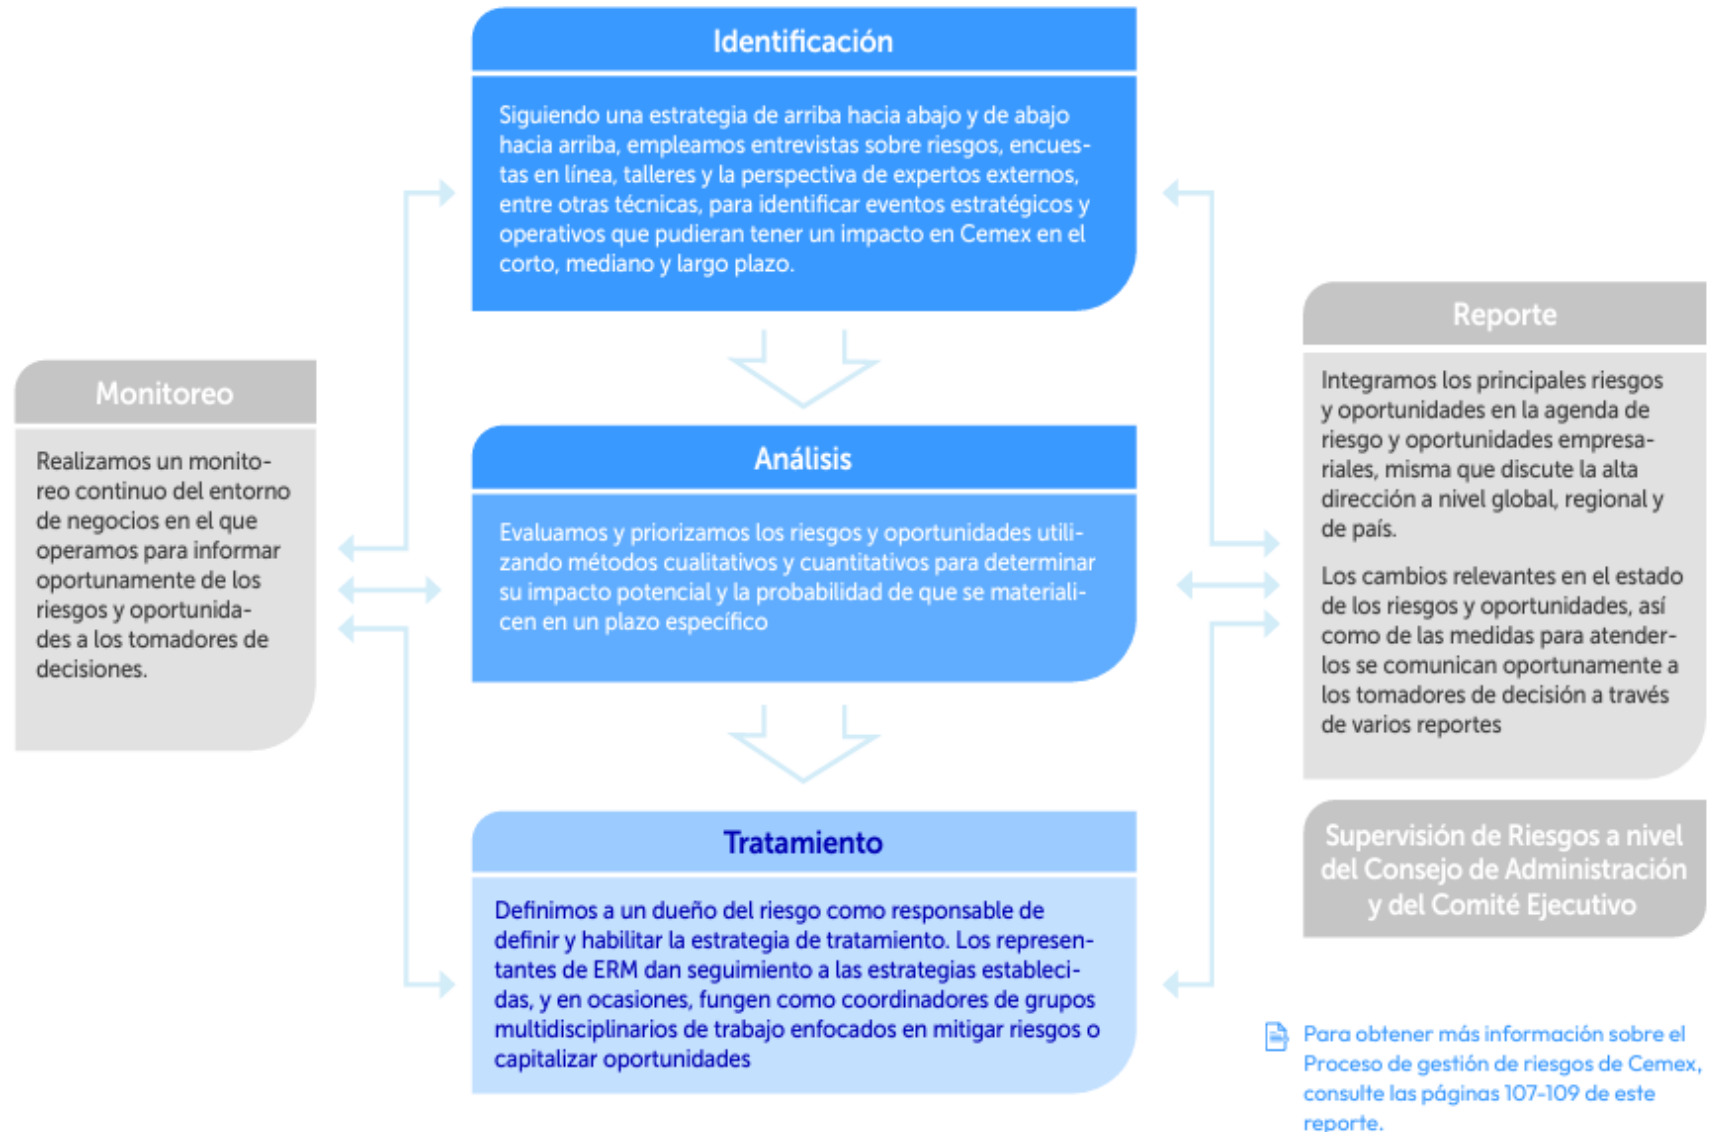 Identificación
Siguiendo una estrategia de arriba hacia abajo y de abajo
hacia arriba, empleamos entrevistas sobre riesgos, encues-
tas en línea, talleres y la perspectiva de expertos externos,
entre otras técnicas, para identificar eventos estratégicos y
operativos que pudieran tener un impacto en Cemex en el
corto, mediano y largo plazo.
Monitoreo
Realizamos un monito-
reo continuo del entorno
de negocios en el que
operamos para informar
oportunamente de los
riesgos y oportunida-
des a los tomadores de
decisiones.
Análisis
Evaluamos y priorizamos los riesgos y oportunidades utili-
zando métodos cualitativos y cuantitativos para determinar
su impacto potencial y la probabilidad de que se materiali-
cen en un plazo específico
Tratamiento
Definimos a un dueño del riesgo como responsable de
definir y habilitar la estrategia de tratamiento. Los represen-
tantes de ERM dan seguimiento a las estrategias estableci-
das, y en ocasiones, fungen como coordinadores de grupos
multidisciplinarios de trabajo enfocados en mitigar riesgos o
capitalizar oportunidades
Reporte
Integramos los principales riesgos
y oportunidades en la agenda de
riesgo y oportunidades empresa-
riales, misma que discute la alta
dirección a nivel global, regional y
de país.
Los cambios relevantes en el estado
de los riesgos y oportunidades, así
como de las medidas para atender-
los se comunican oportunamente a
los tomadores de decisión a través
de varios reportes
Supervisión de Riesgos a nivel
del Consejo de Administración
y del Comité Ejecutivo
Para obtener más información sobre el
Proceso de gestión de riesgos de Cemex,
consulte las páginas 107-109 de este
reporte.